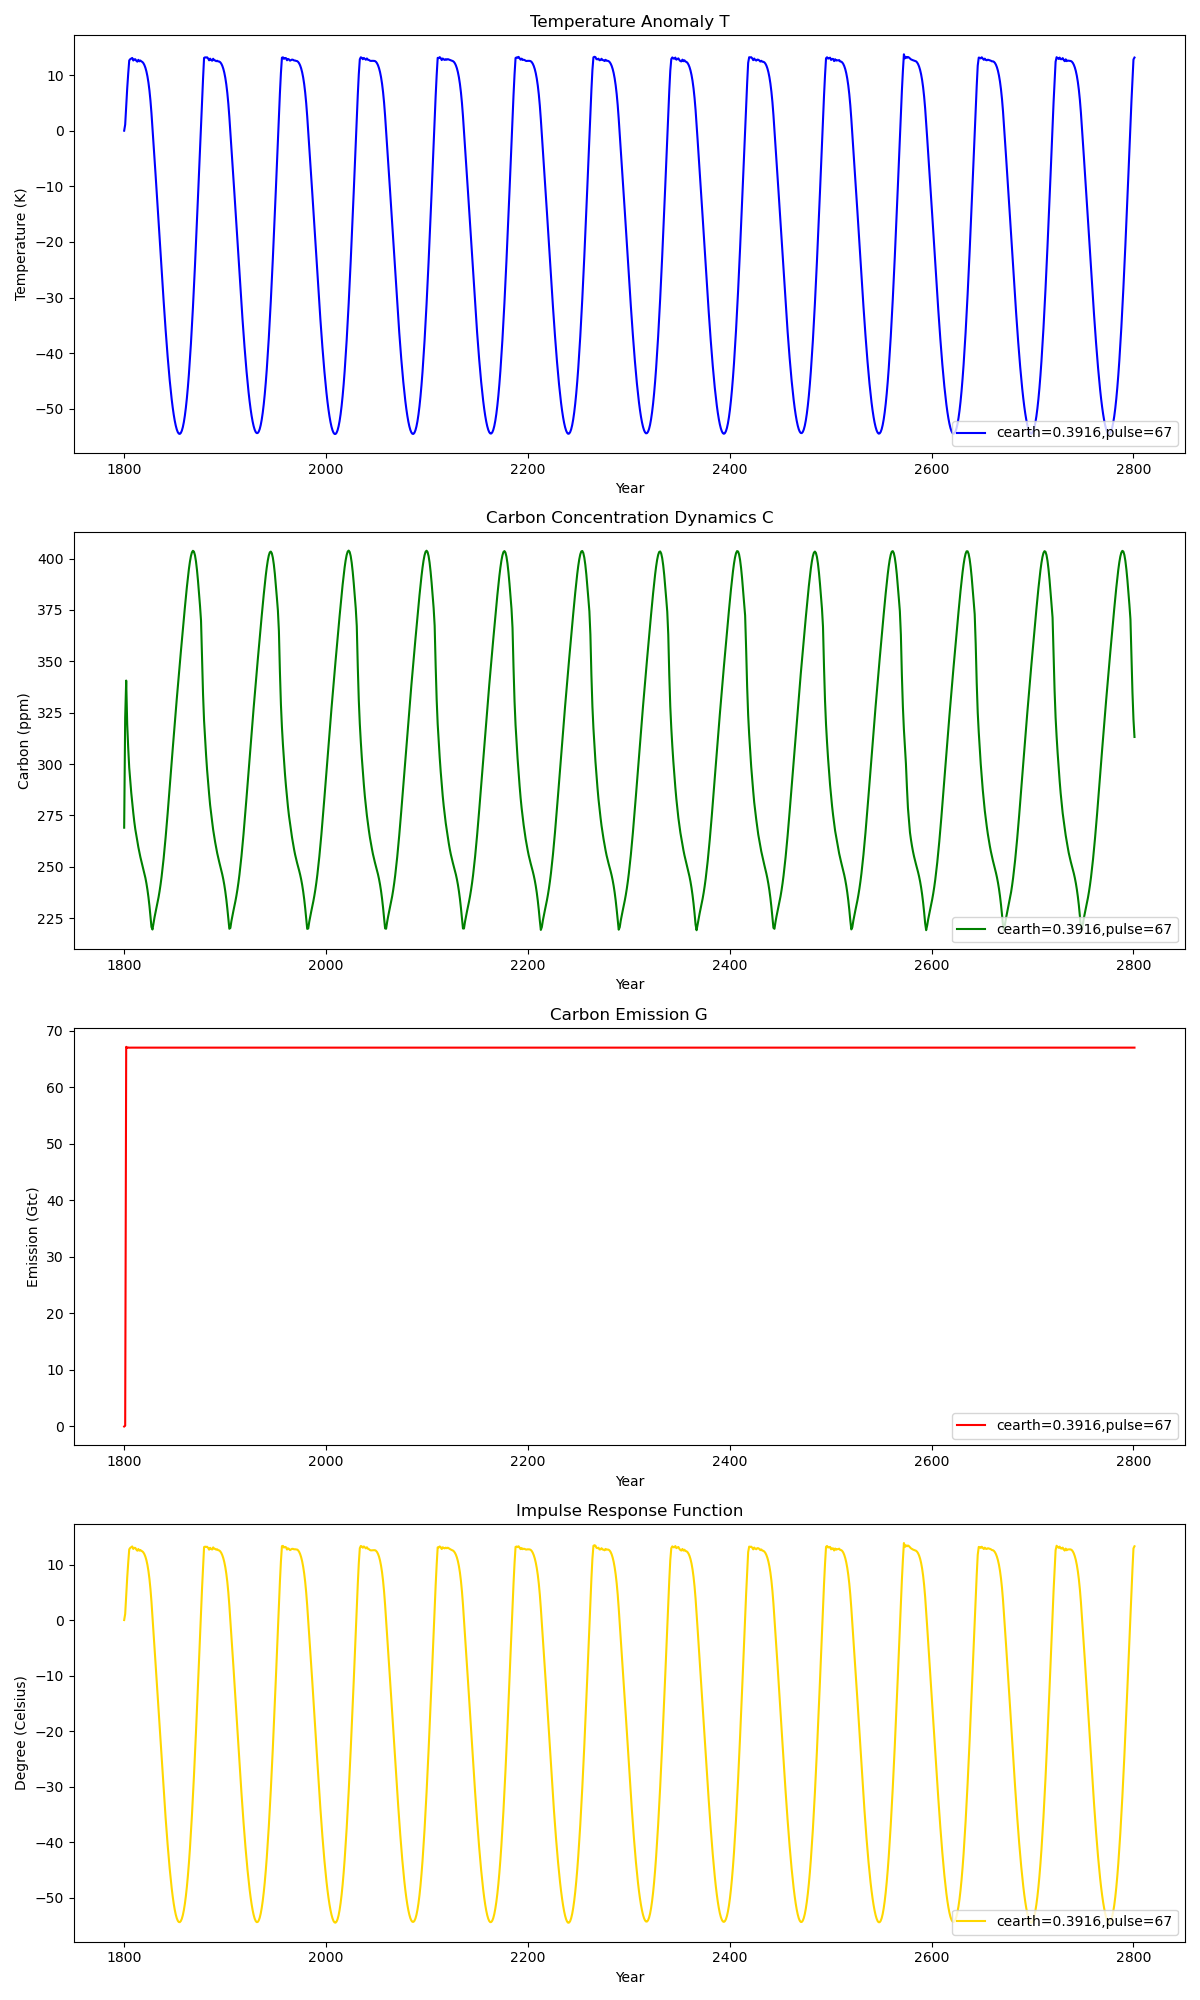 Temperature Anomaly T
10
0
−10
−20
−30
−40
−50
Temperature (K)
cearth=0.3916,pulse=67
1800 2000 2200 2400 2600 2800
Year
Carbon Concentration Dynamics C
400
375
350
325
300
275
250
225
Carbon (ppm)
cearth=0.3916,pulse=67
1800 2000 2200 2400 2600 2800
Year
Carbon Emission G
70
60
50
40
30
20
10
0
Emission (Gtc)
cearth=0.3916,pulse=67
1800 2000 2200 2400 2600 2800
Year
Impulse Response Function
10
0
−10
−20
−30
−40
−50
Degree (Celsius)
cearth=0.3916,pulse=67
1800 2000 2200 2400 2600 2800
Year